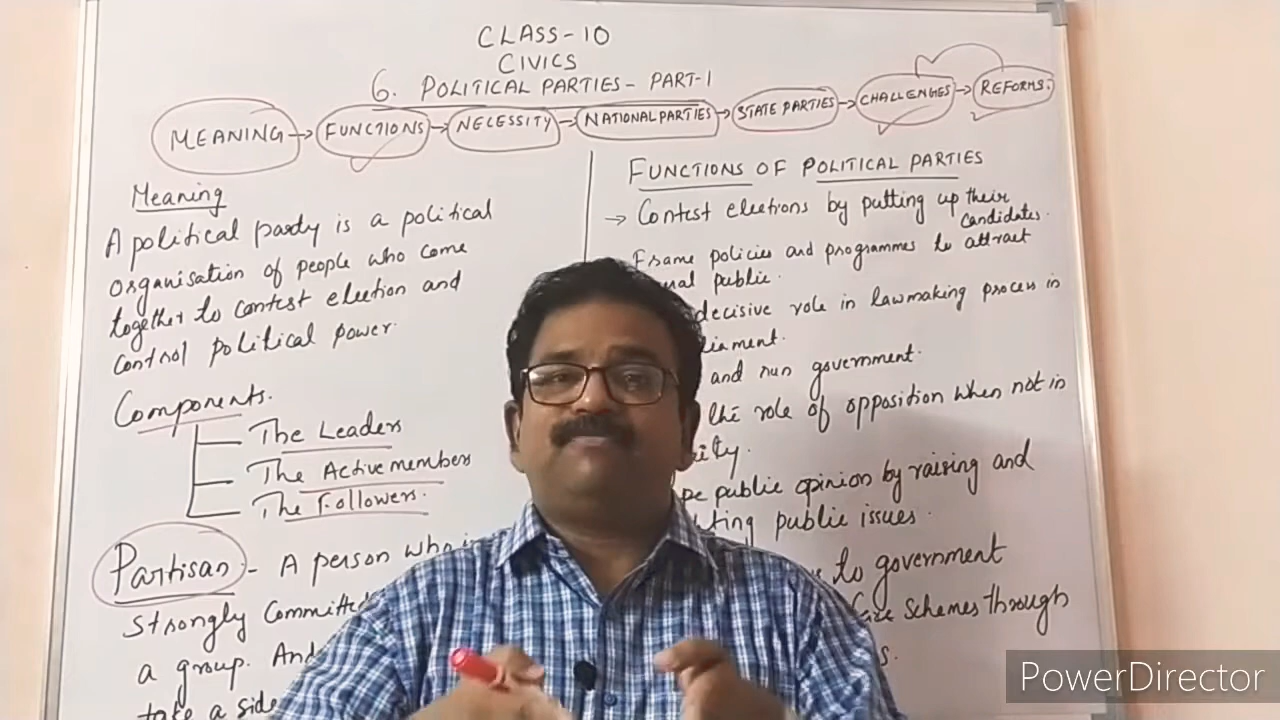 CLASS-10
CIVICS
6. POLITICAL PARTIES- PART-1
MEANING → FUNCTIONS → NECESSITY → NATIONAL PARTIES → STATE PARTIES → CHALLENGES → REFORMS.
Meaning
A political party is a political
organisation of people who come
together to contest election and
control political power.
Components.
The Leaders
The Active members
The Followers.
Partisan - A person who is
strongly committed
a group. And
take a side
FUNCTIONS OF POLITICAL PARTIES
→ Contest elections by putting up their
candidates.
Frame policies and programmes to attract
public.
decisive role in lawmaking process in
and run government.
the role of opposition when not in
public opinion by raising and
public issues.
to government
schemes through
PowerDirector